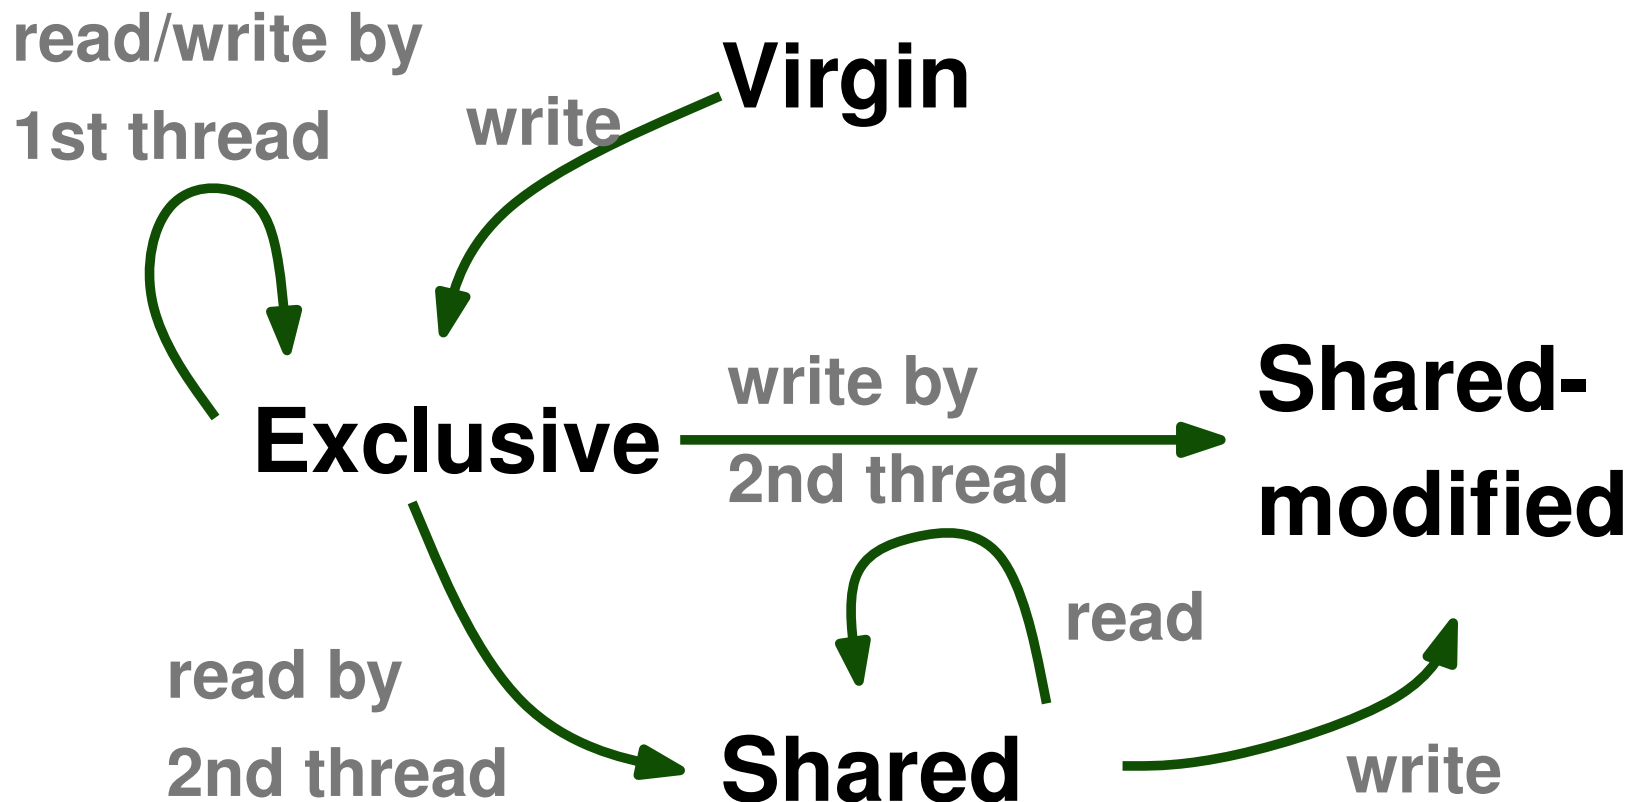 read/write by
1st thread
write
Virgin
Exclusive
write by
2nd thread
Shared-
modified
read
read by
2nd thread
Shared
write